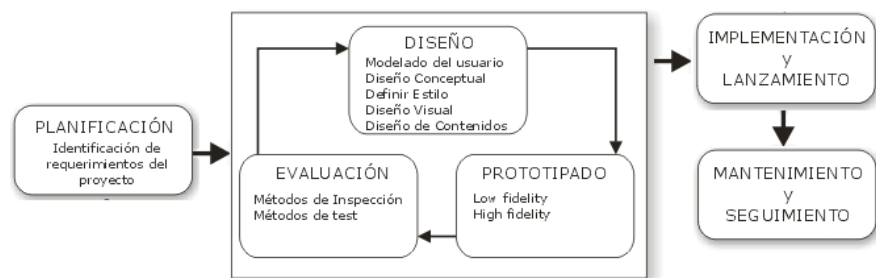 PLANIFICACIÓN
Identificación de
requerimientos del
proyecto
DISEÑO
Modelado del usuario
Diseño Conceptual
Definir Estilo
Diseño Visual
Diseño de Contenidos
EVALUACIÓN
Métodos de Inspección
Métodos de test
PROTOTIPADO
Low fidelity
High fidelity
IMPLEMENTACIÓN
y
LANZAMIENTO
MANTENIMIENTO
y
SEGUIMIENTO